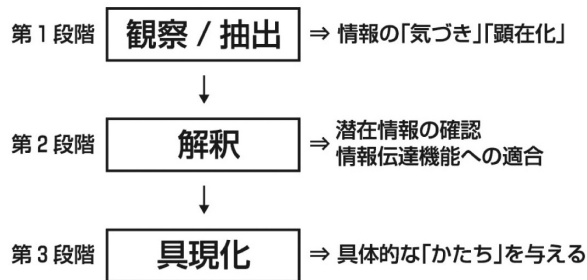 第1段階 観察 / 抽出 ⇒ 情報の「気づき」「顕在化」
↓
第2段階 解釈 ⇒ 潜在情報の確認
情報伝達機能への適合
↓
第3段階 具現化 ⇒ 具体的な「かたち」を与える